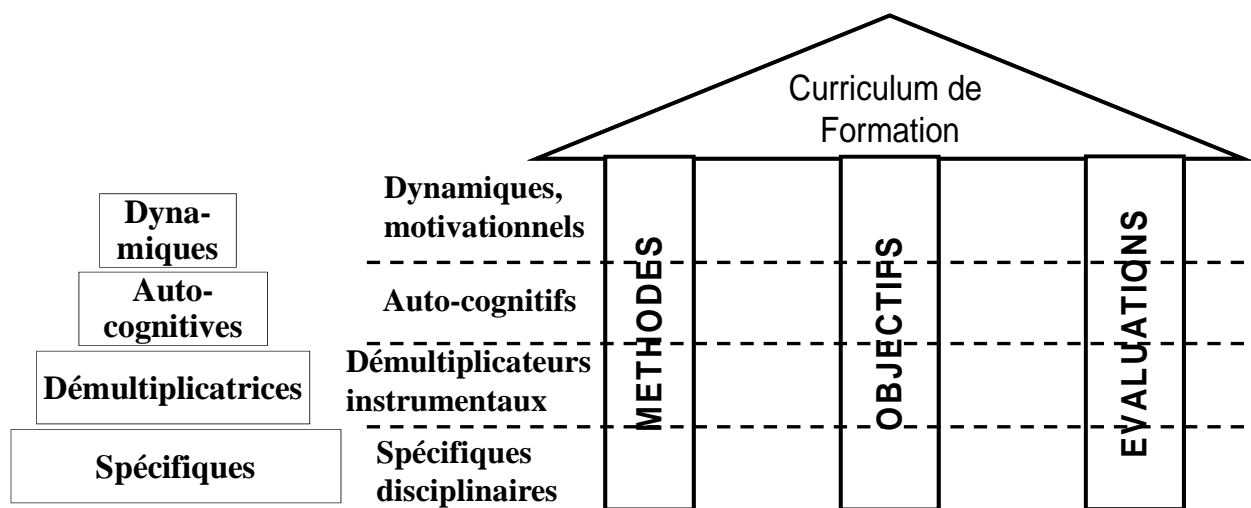 Curriculum de
Formation
Dyna-
miques
Auto-
cognitives
Démultiplicatrices
Spécifiques
Dynamiques,
motivationnels
Auto-cognitifs
Démultiplicateurs
instrumentaux
Spécifiques
disciplinaires
METHODES
OBJECTIFS
EVALUATIONS